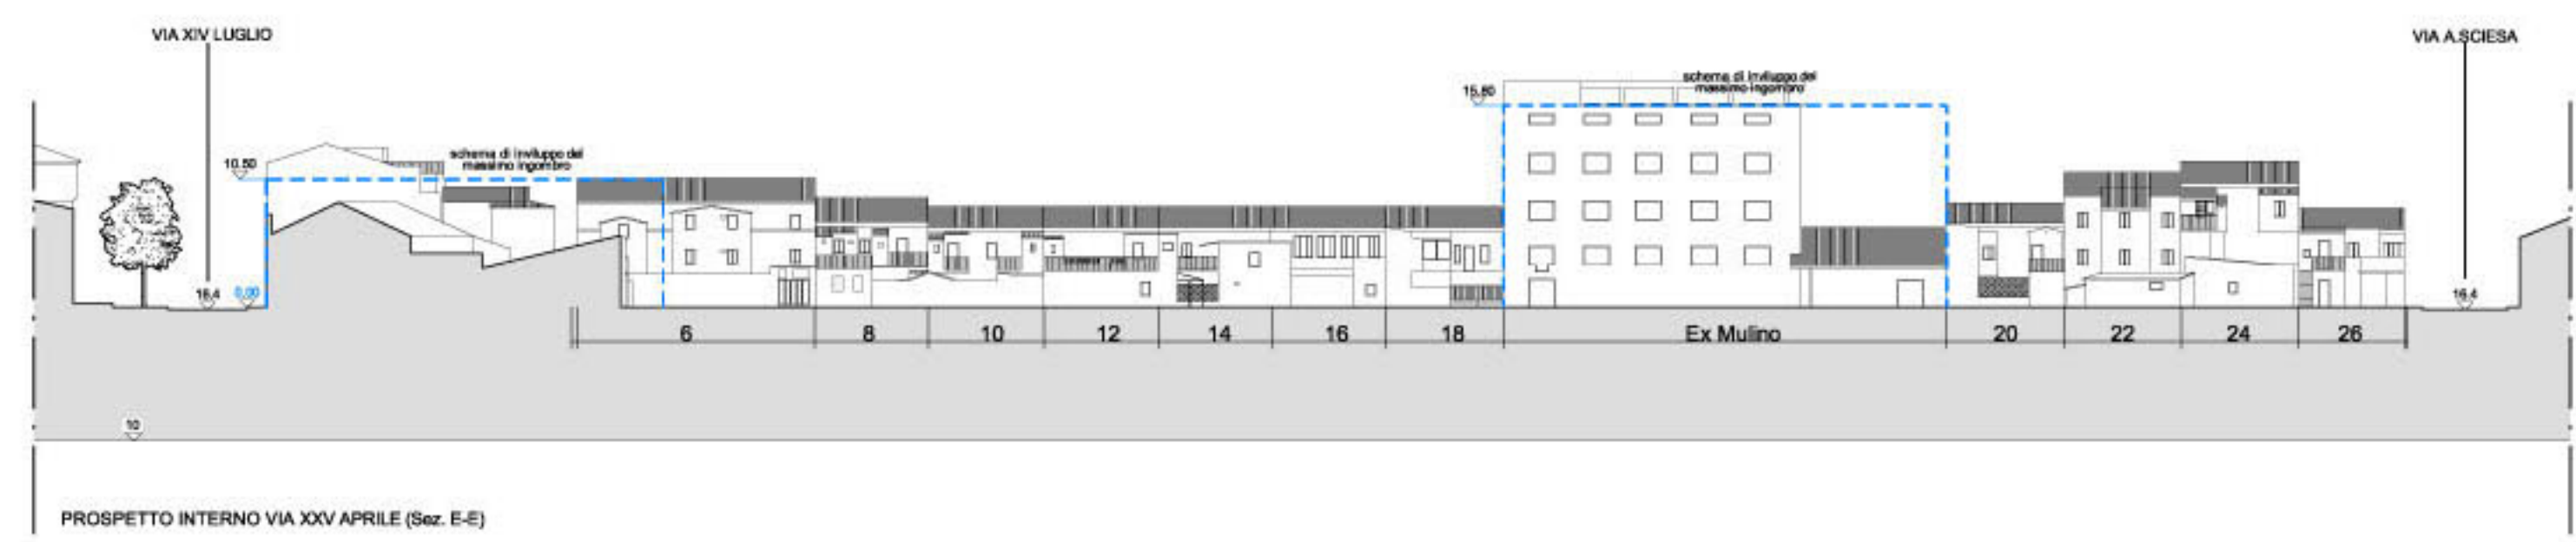 VIA XIV LUGLIO
VIA A.SCIESA
schema di inviluppo del
massimo ingombro
15,80
schema di inviluppo del
massimo ingombro
10,50
16,4
0,00
16,4
6
8
10
12
14
16
18
Ex Mulino
20
22
24
26
10
PROSPETTO INTERNO VIA XXV APRILE (Sez. E-E)